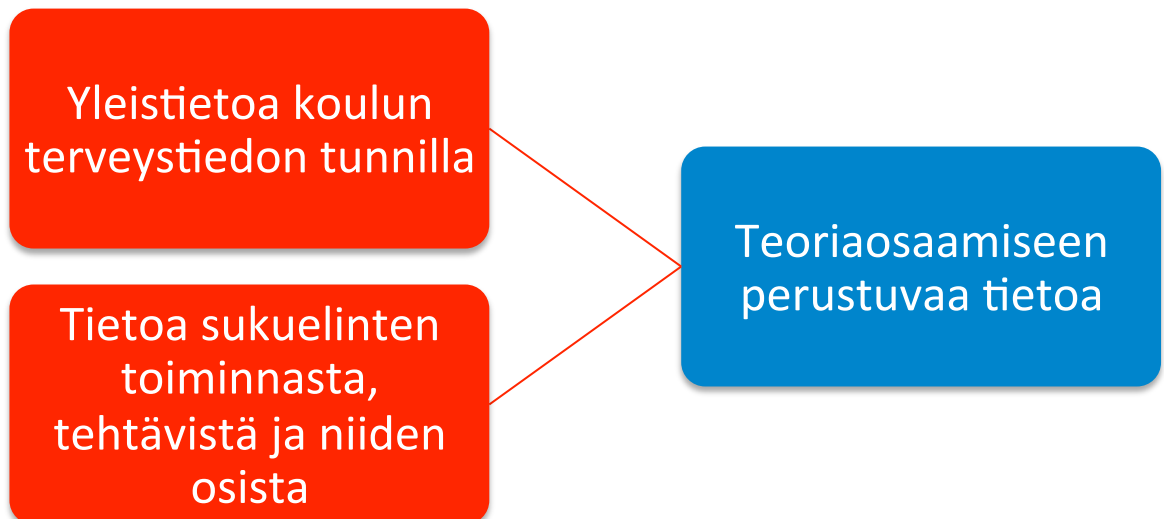 Yleistietoa koulun
terveystiedon tunnilla
Tietoa sukuelinten
toiminnasta,
tehtävistä ja niiden
osista
Teoriaosaamiseen
perustuvaa tietoa